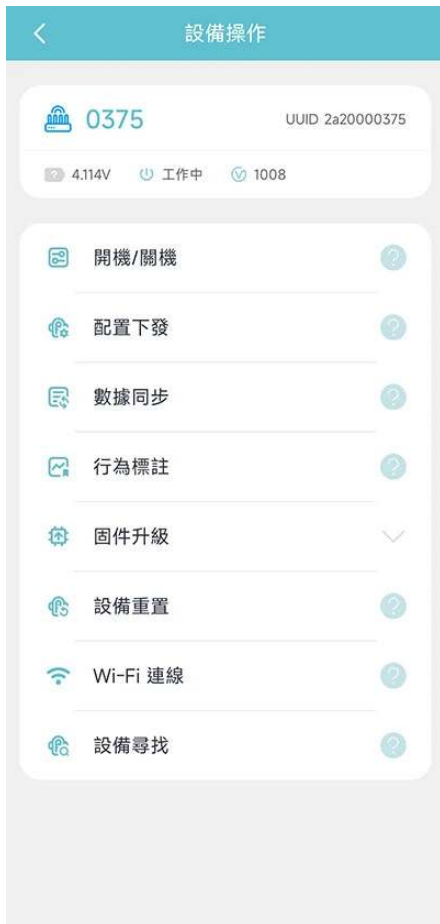 設備操作
0375
UUID 2a20000375
4.114V 工作中 1008
開機/關機
配置下發
數據同步
行為標註
固件升級
設備重置
Wi-Fi 連線
設備尋找